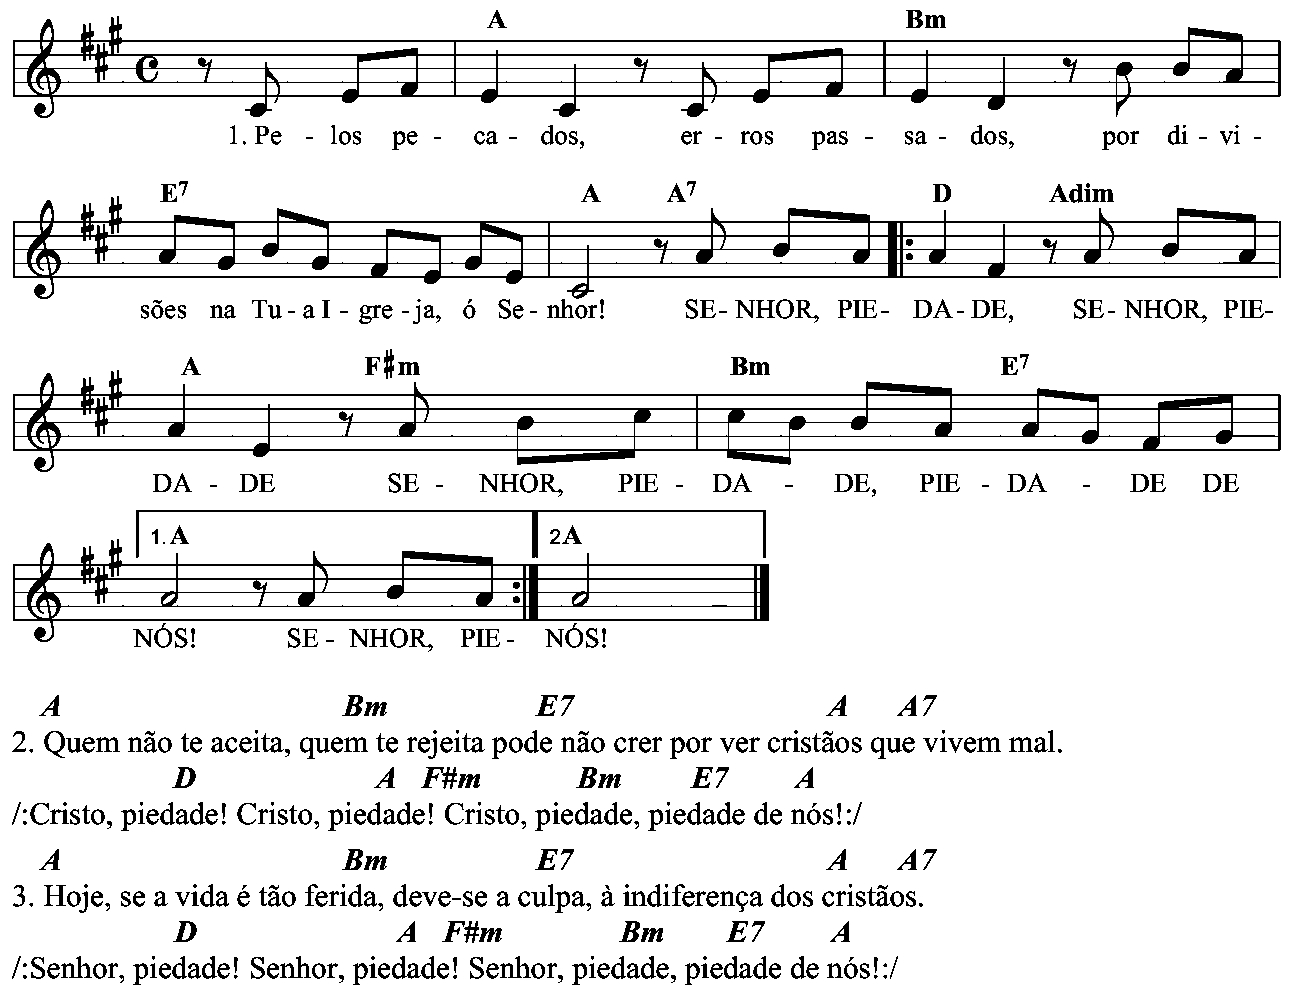 A Bm
1. Pe - los pe - ca - dos, er - ros pas - sa - dos, por di - vi -
E7 A A7 D Adim
sões na Tu - a I - gre - ja, ó Se - nhor! SE - NHOR, PIE - DA - DE, SE - NHOR, PIE -
A F#m Bm E7
DA - DE SE - NHOR, PIE - DA - DE, PIE - DA - DE DE
1. A 2 A
NÓS! SE - NHOR, PIE - NÓS!
A Bm E7 A A7
2. Quem não te aceita, quem te rejeita pode não crer por ver cristãos que vivem mal.
D A F#m Bm E7 A
/:Cristo, piedade! Cristo, piedade! Cristo, piedade, piedade de nós!:/
A Bm E7 A A7
3. Hoje, se a vida é tão ferida, deve-se a culpa, à indiferença dos cristãos.
D A F#m Bm E7 A
/:Senhor, piedade! Senhor, piedade! Senhor, piedade, piedade de nós!:/